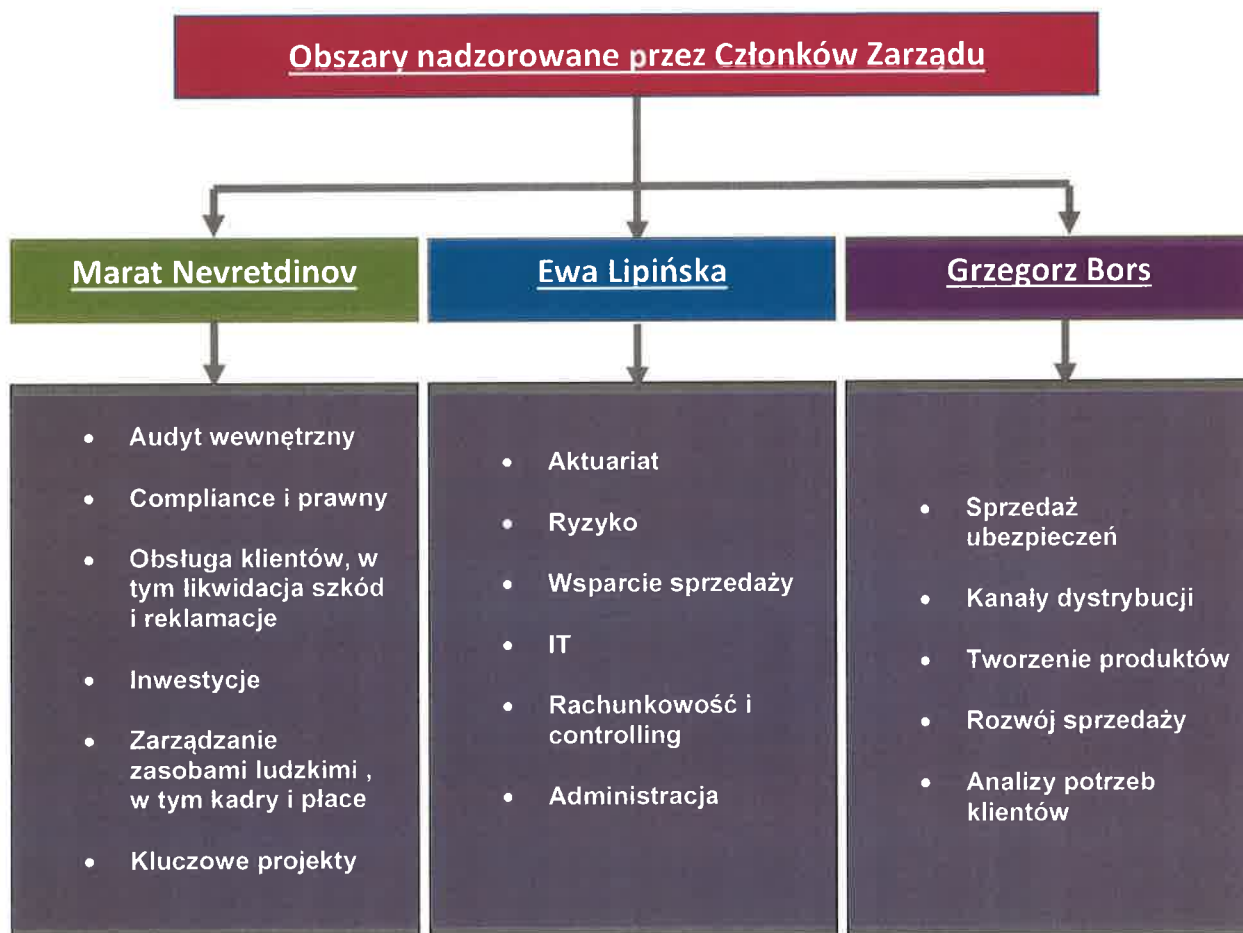 Obszary nadzorowane przez Członków Zarządu
Marat Nevretdinov
Ewa Lipińska
Grzegorz Bors
• Audyt wewnętrzny
• Compliance i prawny
• Obsługa klientów, w
tym likwidacja szkód
i reklamacje
• Inwestycje
• Zarządzanie
zasobami ludzkimi ,
w tym kadry i płace
• Kluczowe projekty
• Aktuariat
• Ryzyko
• Wsparcie sprzedaży
• IT
• Rachunkowość i
controlling
• Administracja
• Sprzedaż
ubezpieczeń
• Kanały dystrybucji
• Tworzenie produktów
• Rozwój sprzedaży
• Analizy potrzeb
klientów